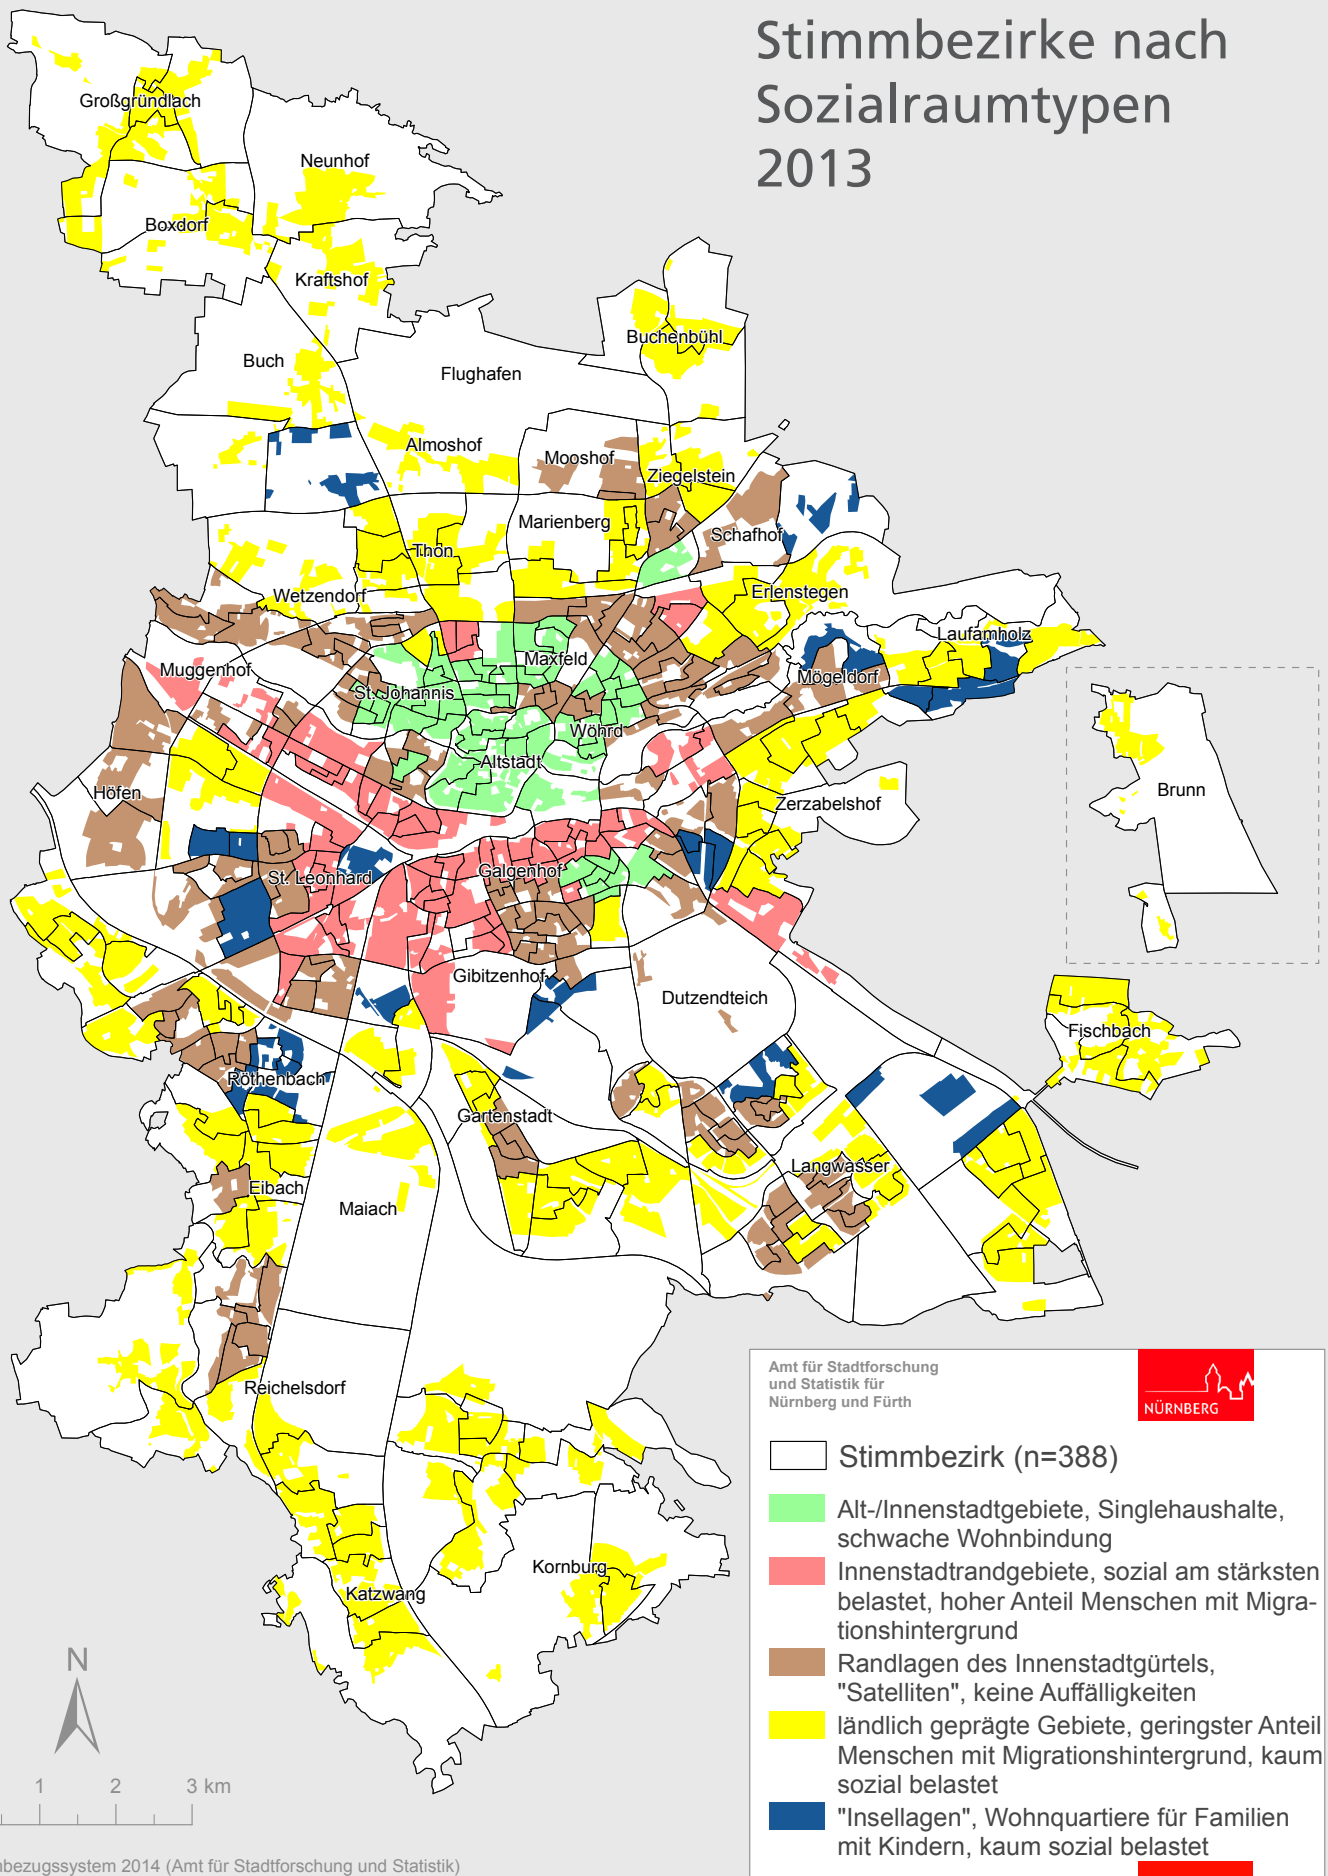 Stimmbezirke nach
Sozialraumtypen
2013
Großgründlach
Neunhof
Boxdorf
Kraftshof
Buch
Flughafen
Buchenbühl
Almoshof
Mooshof
Ziegelstein
Marienberg
Schafhof
Thon
Wetzendorf
Erlenstegen
Laufamholz
Muggenhof
Maxfeld
Mögeldorf
St. Johannis
Wöhrd
Altstadt
Höfen
Zerzabelshof
Brunn
St. Leonhard
Galgenhof
Gibitzenhof
Dutzendteich
Fischbach
Röthenbach
Gartenstadt
Langwasser
Eibach
Maiach
Reichelsdorf
Kornburg
Katzwang
N
1 2 3 km
Amt für Stadtforschung
und Statistik für
Nürnberg und Fürth
NÜRNBERG
Stimmbezirk (n=388)
Alt-/Innenstadtgebiete, Singlehaushalte,
schwache Wohnbindung
Innenstadtrandgebiete, sozial am stärksten
belastet, hoher Anteil Menschen mit Migra-
tionshintergrund
Randlagen des Innenstadtgürtels,
"Satelliten", keine Auffälligkeiten
ländlich geprägte Gebiete, geringster Anteil
Menschen mit Migrationshintergrund, kaum
sozial belastet
"Insellagen", Wohnquartiere für Familien
mit Kindern, kaum sozial belastet
2014 (Amt für Stadtforschung und Statistik)